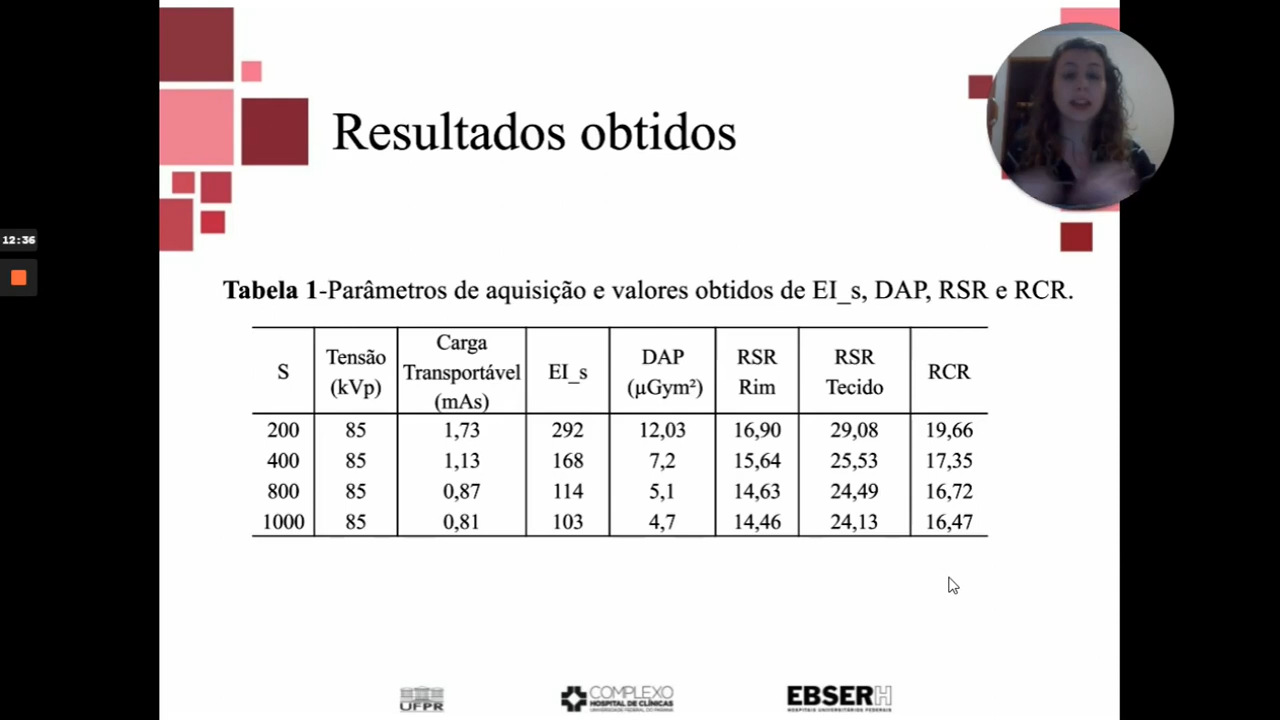 Resultados obtidos
12:36
Tabela 1-Parâmetros de aquisição e valores obtidos de EI_s, DAP, RSR e RCR.
S Tensão (kVp) Carga Transportável (mAs) EI_s DAP (µGym²) RSR Rim RSR Tecido RCR
200 85 1,73 292 12,03 16,90 29,08 19,66
400 85 1,13 168 7,2 15,64 25,53 17,35
800 85 0,87 114 5,1 14,63 24,49 16,72
1000 85 0,81 103 4,7 14,46 24,13 16,47
UFPR
COMPLEXO
HOSPITAL DE CLÍNICAS
UNIVERSIDADE FEDERAL DO PARANÁ
EBSERH
HOSPITAIS UNIVERSITÁRIOS FEDERAIS